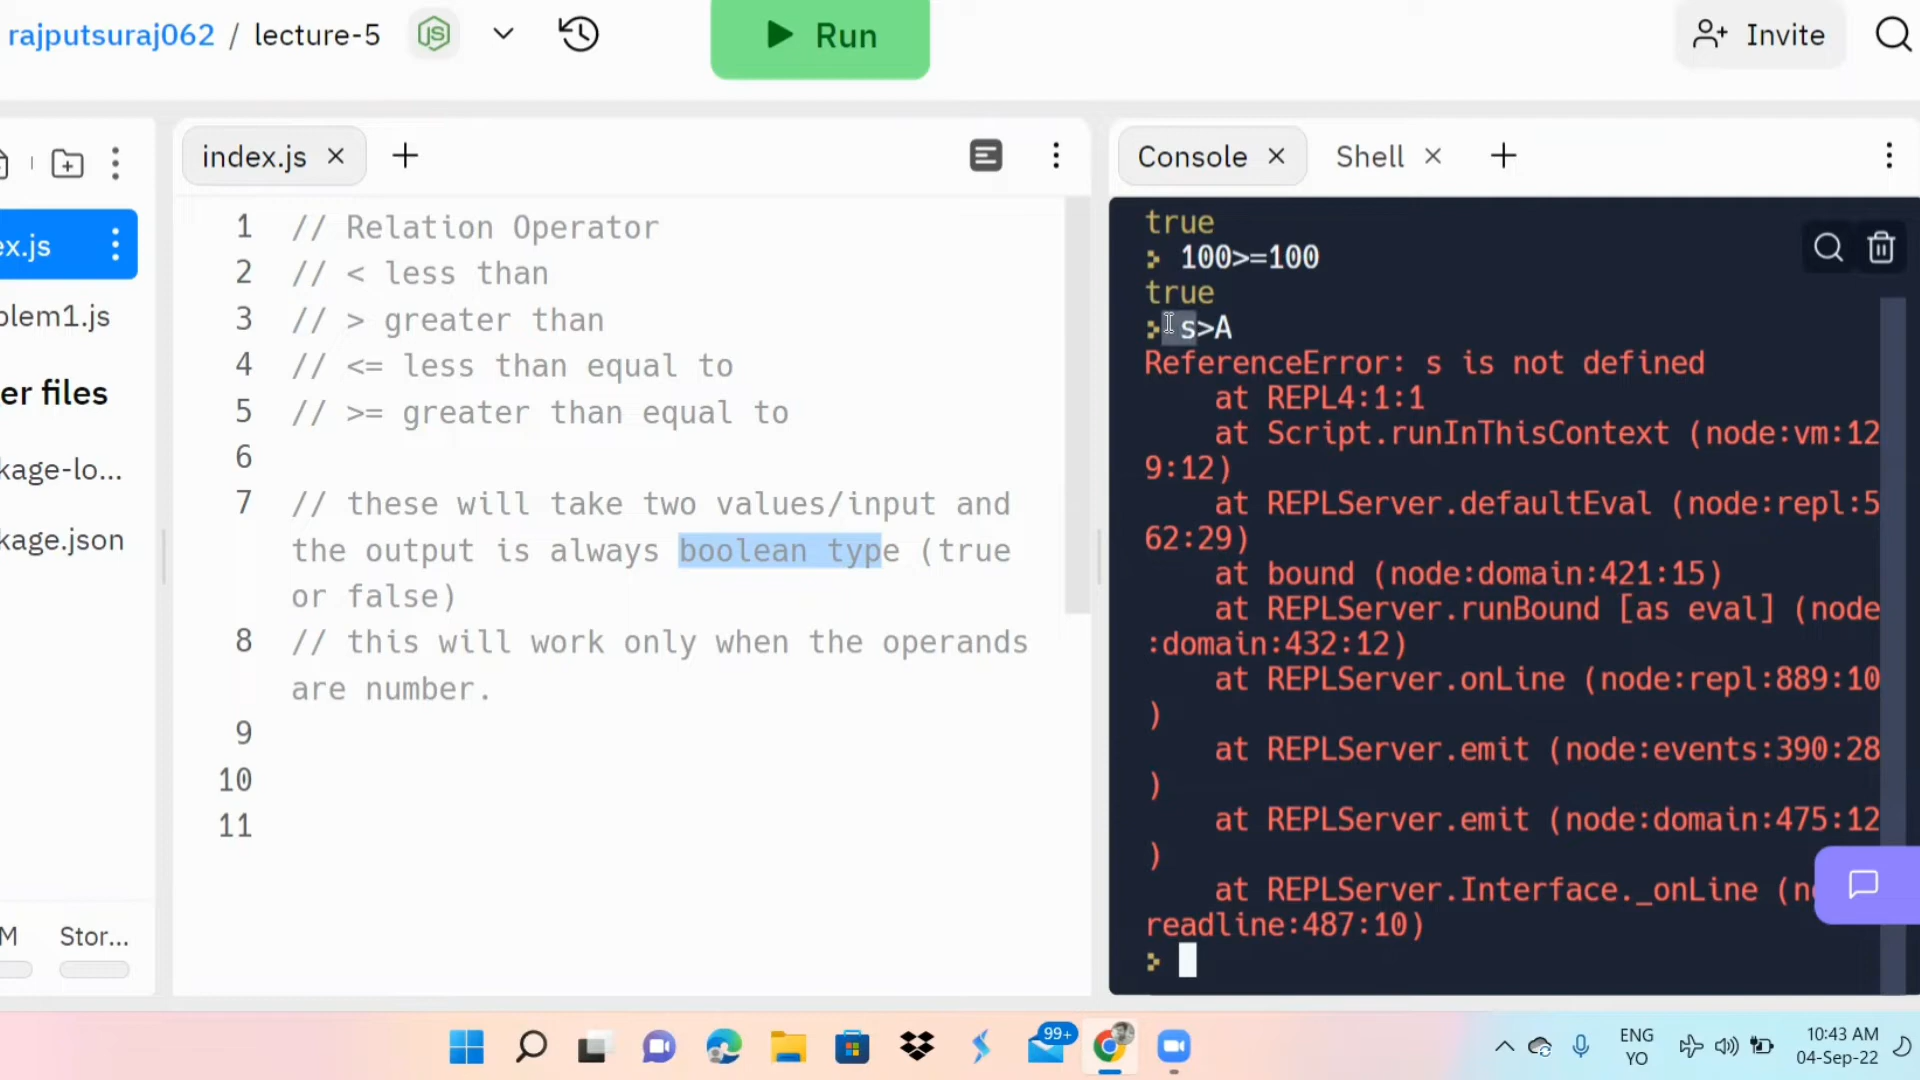 rajputsuraj062 / lecture-5
Run
Invite
index.js
Console
Shell
ex.js
blem1.js
er files
kage-lo...
kage.json
M
Stor...
1 // Relation Operator
2 // < less than
3 // > greater than
4 // <= less than equal to
5 // >= greater than equal to
6
7 // these will take two values/input and
the output is always boolean type (true
or false)
8 // this will work only when the operands
are number.
9
10
11
true
100>=100
true
s>A
ReferenceError: s is not defined
at REPL4:1:1
at Script.runInThisContext (node:vm:12
9:12)
at REPLServer.defaultEval (node:repl:5
62:29)
at bound (node:domain:421:15)
at REPLServer.runBound [as eval] (node
:domain:432:12)
at REPLServer.onLine (node:repl:889:10
)
at REPLServer.emit (node:events:390:28
)
at REPLServer.emit (node:domain:475:12
)
at REPLServer.Interface._onLine (n
readline:487:10)
99+
ENG
YO
10:43 AM
04-Sep-22